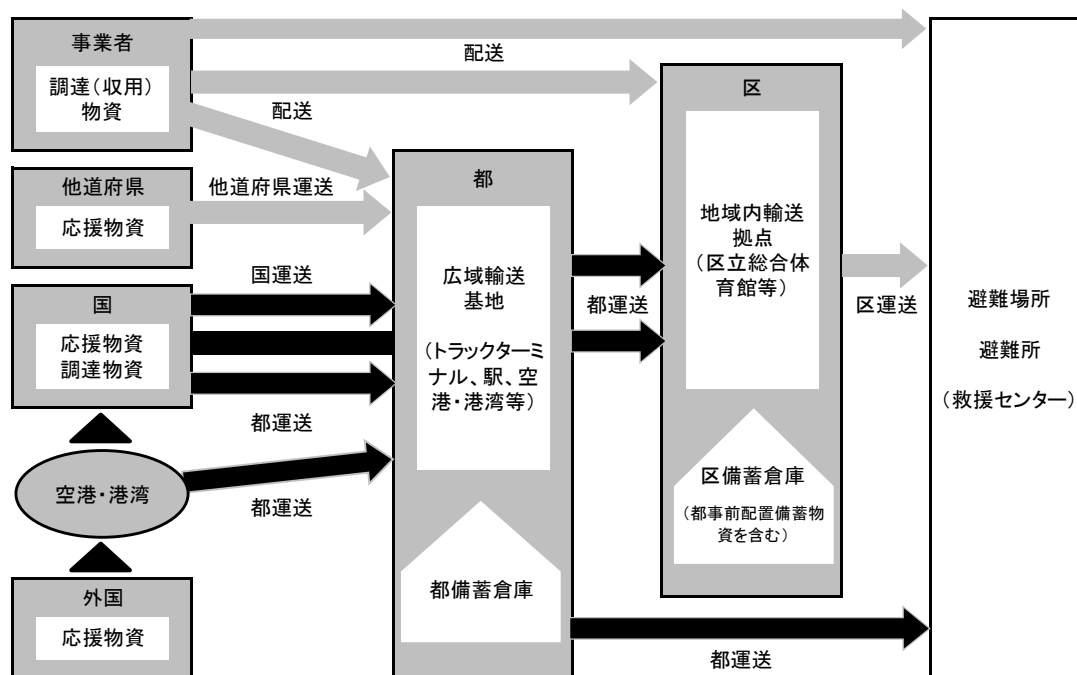 事業者
調達（収用）
物資
配送
配送
他道府県
応援物資
他道府県運送
国
応援物資
調達物資
国運送
都運送
空港・港湾
都運送
外国
応援物資
都
広域輸送
基地
（トラックターミ
ナル、駅、空
港・港湾等）
都備蓄倉庫
都運送
区
地域内輸送
拠点
（区立総合体
育館等）
区備蓄倉庫
（都事前配置備蓄物
資を含む）
区運送
都運送
避難場所
避難所
（救援センター）